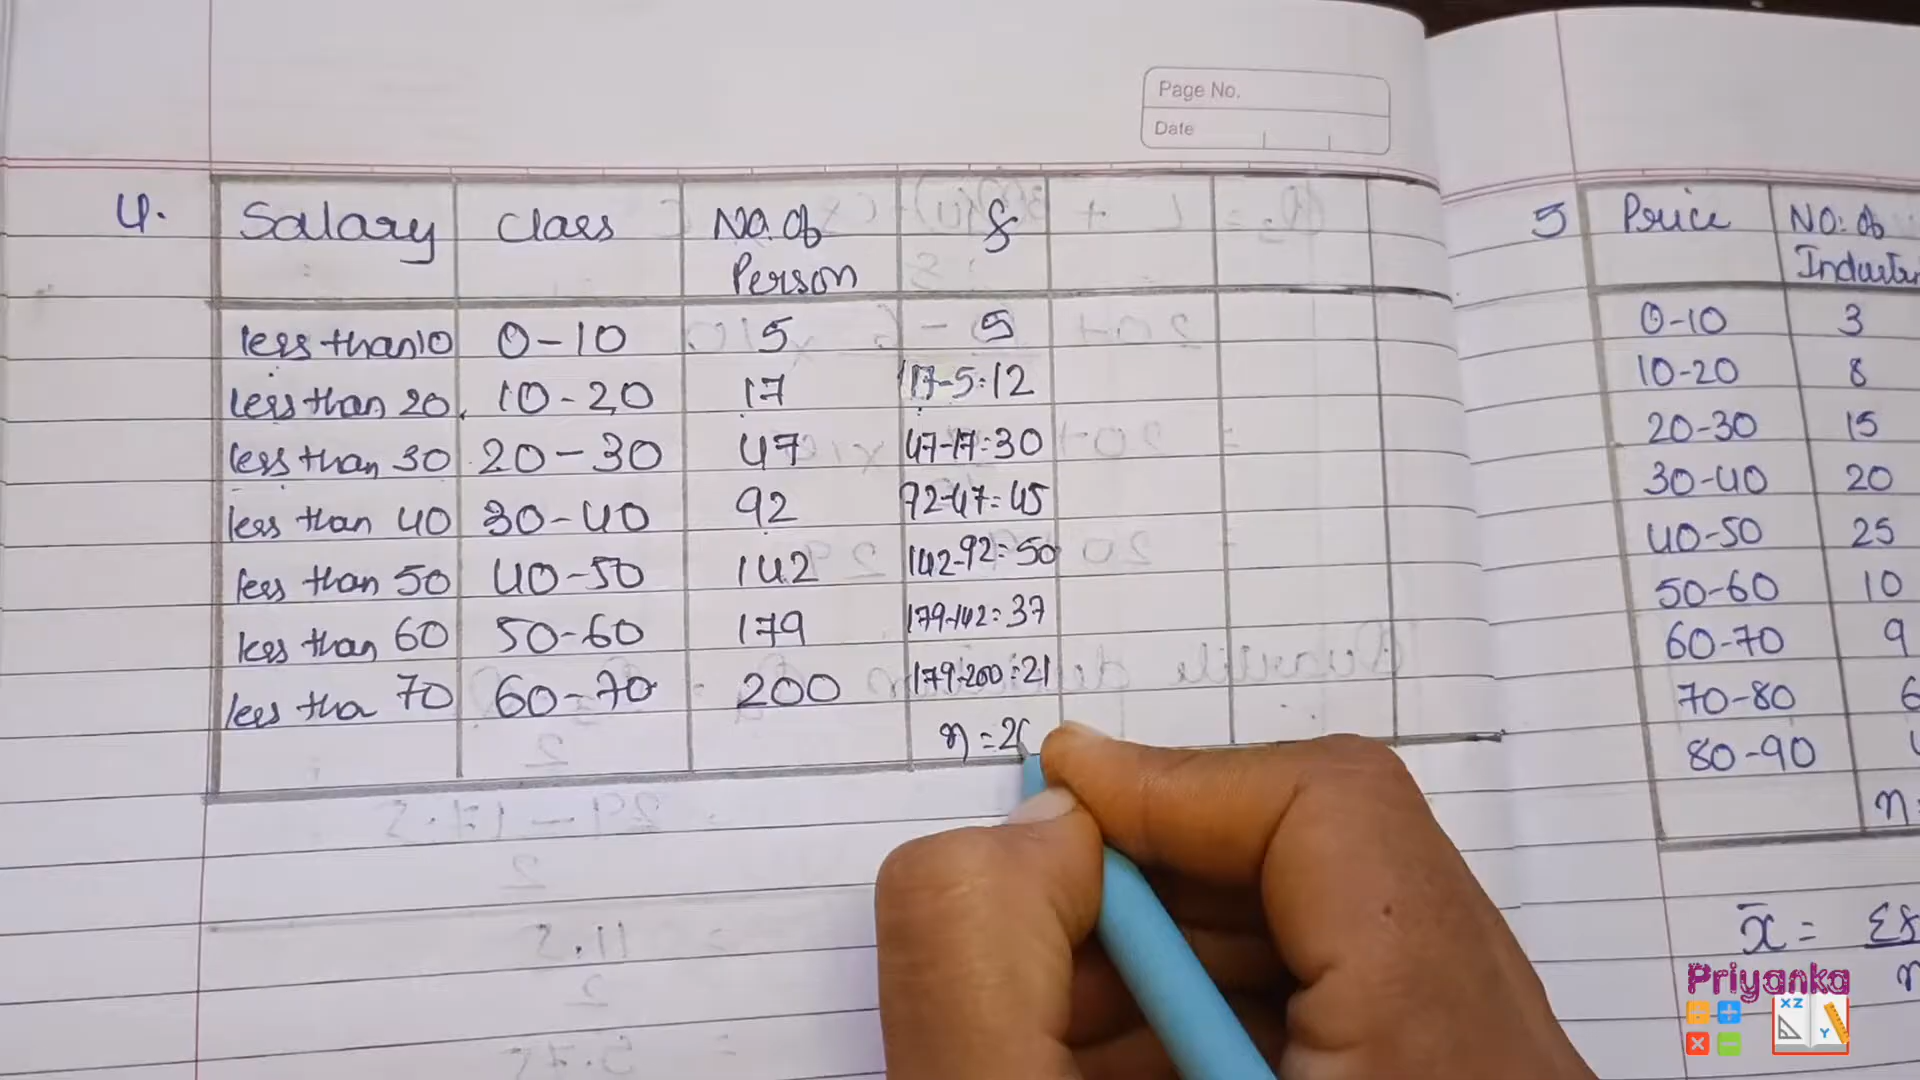 Page No.
Date
4.
Salary Class No. of Person f
less than 10 0-10 5 - 5
less than 20 10-20 17 17-5=12
less than 30 20-30 47 47-17=30
less than 40 30-40 92 92-47=45
less than 50 40-50 142 142-92=50
less than 60 50-60 179 179-142=37
less tha 70 60-70 200 179-200=21
n = 20
5
Price NO: of
0-10 3
10-20 8
20-30 15
30-40 20
40-50 25
50-60 10
60-70 9
70-80 6
80-90
n
x̄ = Σf
n
Priyanka
XZ
Y